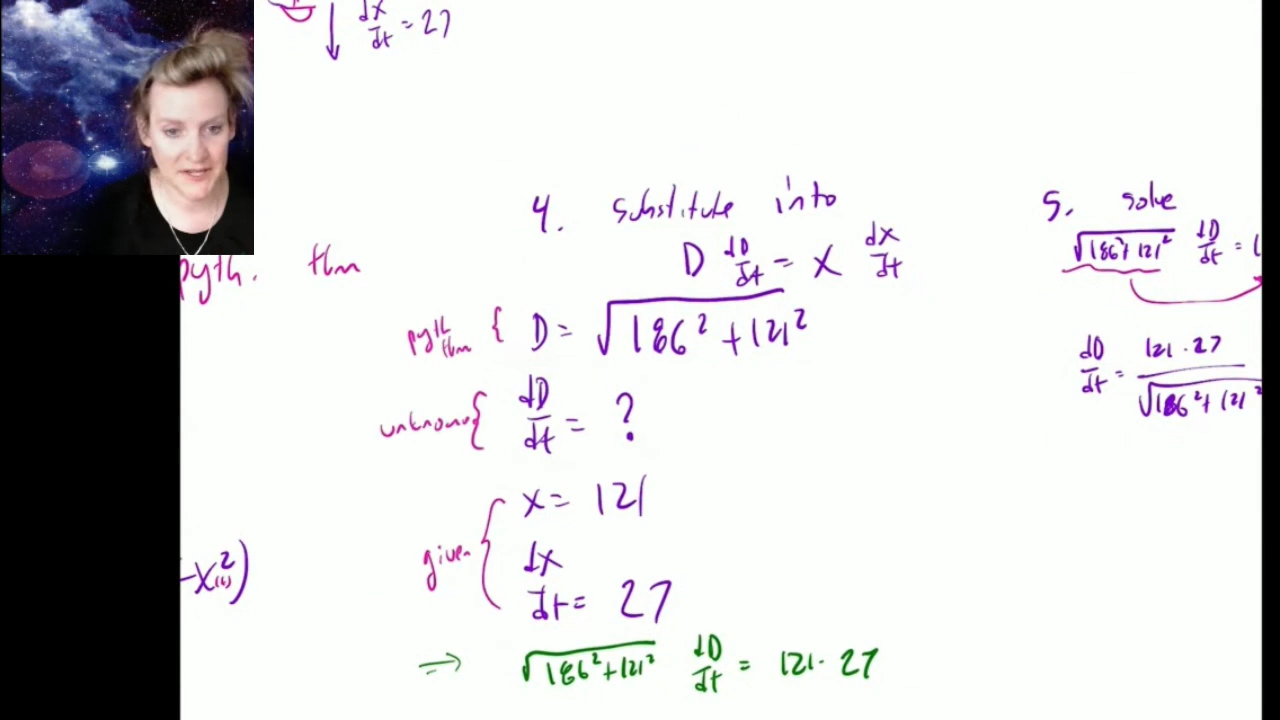 dx/dt = 27
pyth. thm
4. substitute into
D dD/dt = x dx/dt
pyth thm { D = √186² + 121²
unknown { dD/dt = ?
given { x = 121
dx/dt = 27
-x²(t))
⇒ √186²+121² dD/dt = 121 · 27
5. solve
√186²+121² dD/dt =
dD/dt = 121 · 27 / √186²+121²